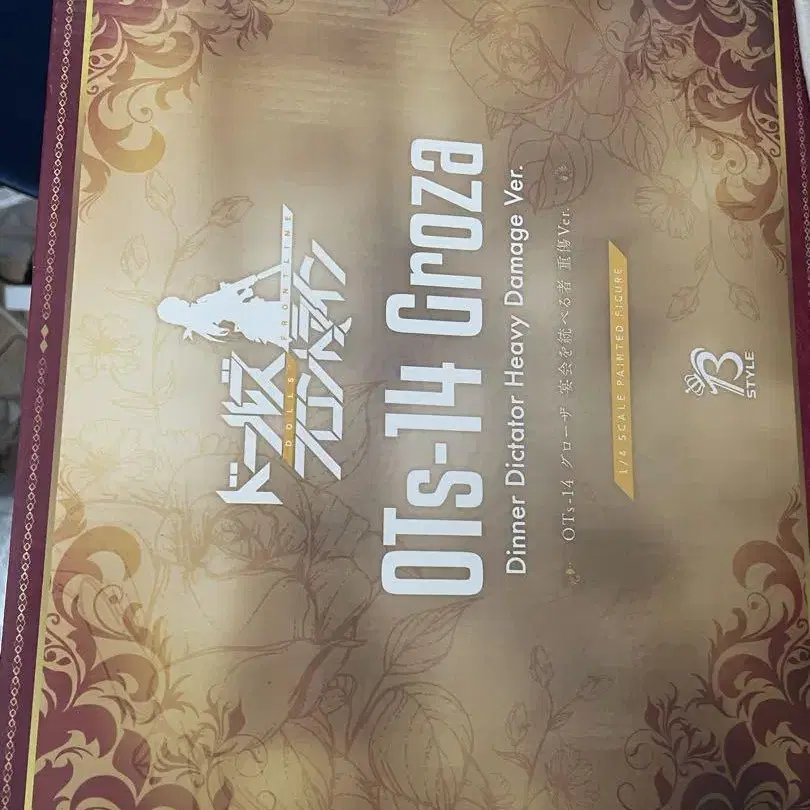 DOLLS' FRONTLINE
ドールズ
フロントライン
OTs-14 Groza
Dinner Dictator Heavy Damage Ver.
OTs-14 グローザ 宴会を統べる者 重傷Ver.
1/4 SCALE PAINTED FIGURE
B
STYLE